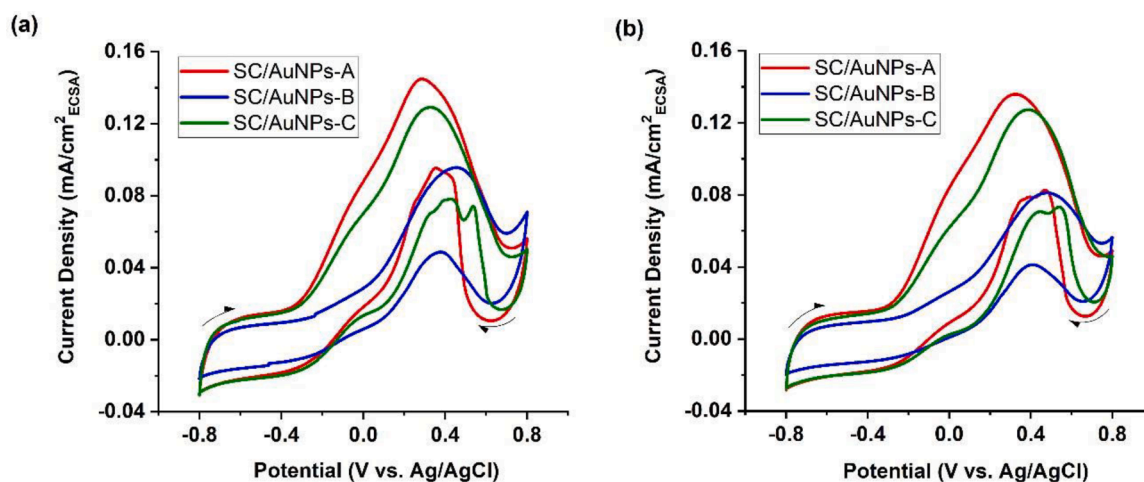 (a)
0.16
0.12
0.08
0.04
0.00
-0.04
Current Density (mA/cm²ECSA)
SC/AuNPs-A
SC/AuNPs-B
SC/AuNPs-C
-0.8 -0.4 0.0 0.4 0.8
Potential (V vs. Ag/AgCl)
(b)
0.16
0.12
0.08
0.04
0.00
-0.04
Current Density (mA/cm²ECSA)
SC/AuNPs-A
SC/AuNPs-B
SC/AuNPs-C
-0.8 -0.4 0.0 0.4 0.8
Potential (V vs. Ag/AgCl)